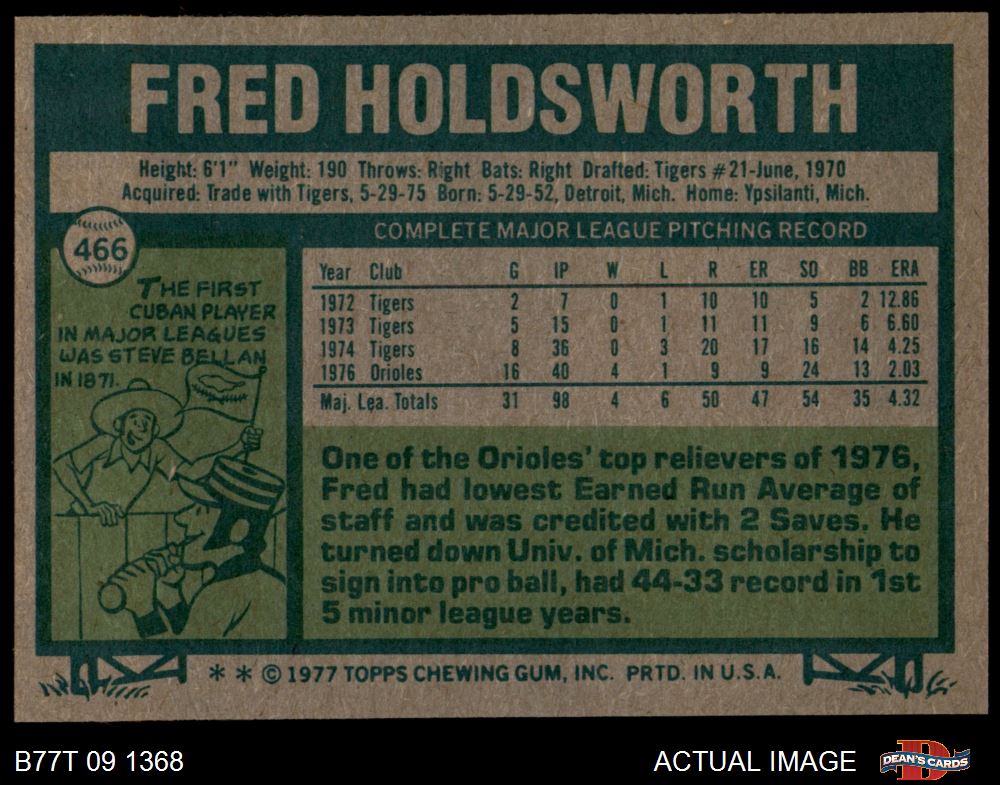 FRED HOLDSWORTH
Height: 6'1" Weight: 190 Throws: Right Bats: Right Drafted: Tigers #21-June, 1970
Acquired: Trade with Tigers, 5-29-75 Born: 5-29-52, Detroit, Mich. Home: Ypsilanti, Mich.
466
THE FIRST
CUBAN PLAYER
IN MAJOR LEAGUES
WAS STEVE BELLAN
IN 1871.
COMPLETE MAJOR LEAGUE PITCHING RECORD
Year Club G IP W L R ER SO BB ERA
1972 Tigers 2 7 0 1 10 10 5 2 12.86
1973 Tigers 5 15 0 1 11 11 9 6 6.60
1974 Tigers 8 36 0 3 20 17 16 14 4.25
1976 Orioles 16 40 4 1 9 9 24 13 2.03
Maj. Lea. Totals 31 98 4 6 50 47 54 35 4.32
One of the Orioles' top relievers of 1976,
Fred had lowest Earned Run Average of
staff and was credited with 2 Saves. He
turned down Univ. of Mich. scholarship to
sign into pro ball, had 44-33 record in 1st
5 minor league years.
* * © 1977 TOPPS CHEWING GUM, INC. PRTD. IN U.S.A.
B77T 09 1368
ACTUAL IMAGE
D
DEAN'S CARDS